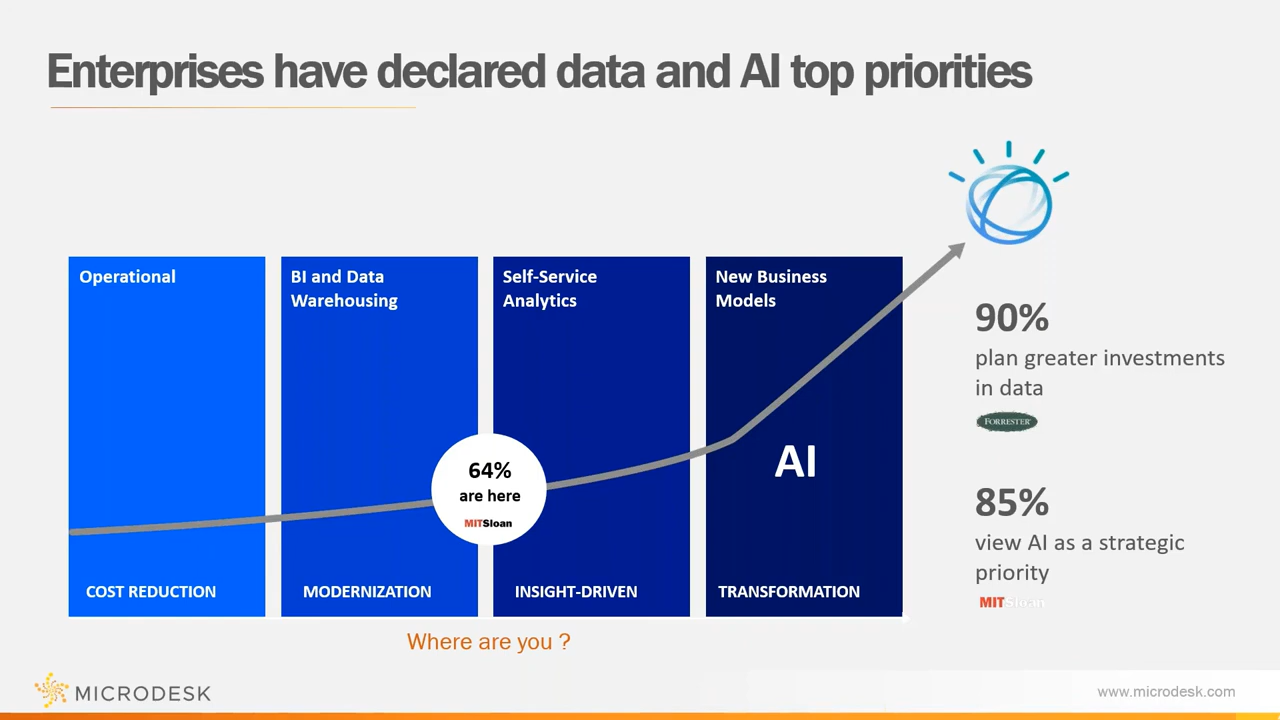 Enterprises have declared data and AI top priorities
Operational
BI and Data
Warehousing
Self-Service
Analytics
New Business
Models
90%
plan greater investments
in data
FORRESTER
AI
64%
are here
MITSloan
85%
view AI as a strategic
priority
MITSloan
COST REDUCTION
MODERNIZATION
INSIGHT-DRIVEN
TRANSFORMATION
Where are you ?
MICRODESK
www.microdesk.com